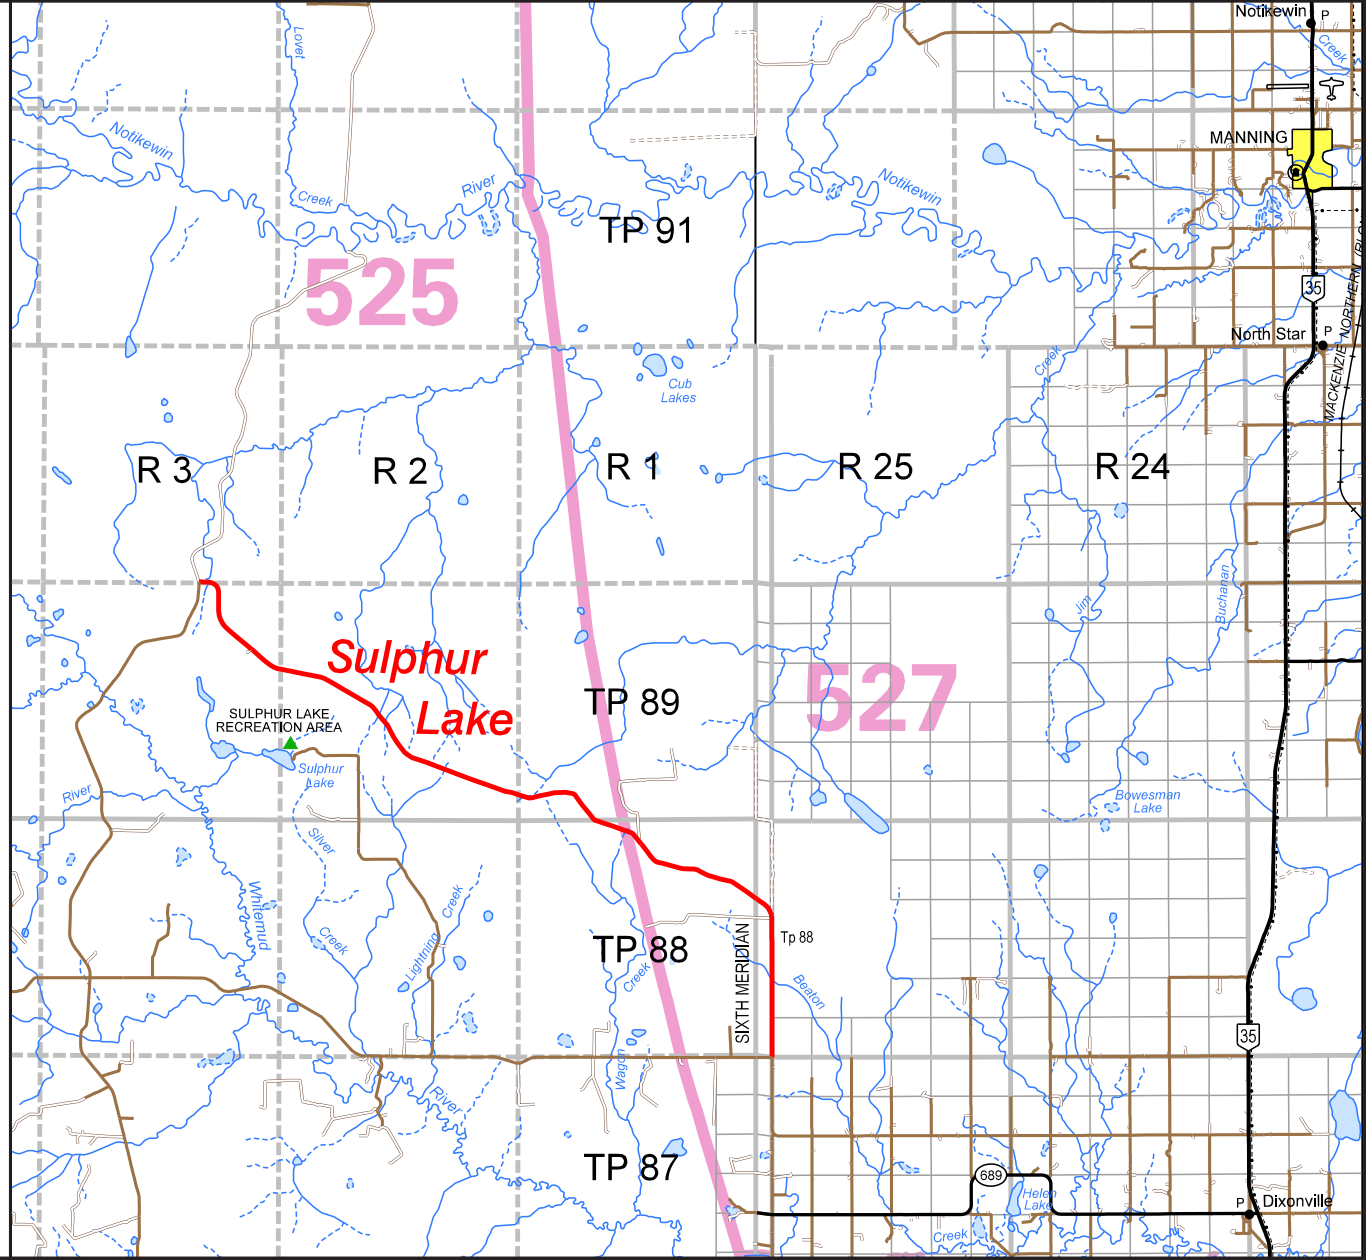 Notikewin
P
Lovet
Creek
MANNING
Notikewin
River
Notikewin
Creek
TP 91
525
35
MACKENZIE NORTHERN
North Star
P
Creek
Cub
Lakes
R 3
R 2
R 1
R 25
R 24
Buchanan
Jim
Sulphur
Lake
TP 89
527
SULPHUR LAKE
RECREATION AREA
Sulphur
Lake
River
Bowesman
Lake
Silver
Creek
Whitemud
Creek
Lightning
TP 88
Creek
SIXTH MERIDIAN
Tp 88
Beaton
35
Wagon
River
TP 87
689
Helen
Lake
Creek
P
Dixonville